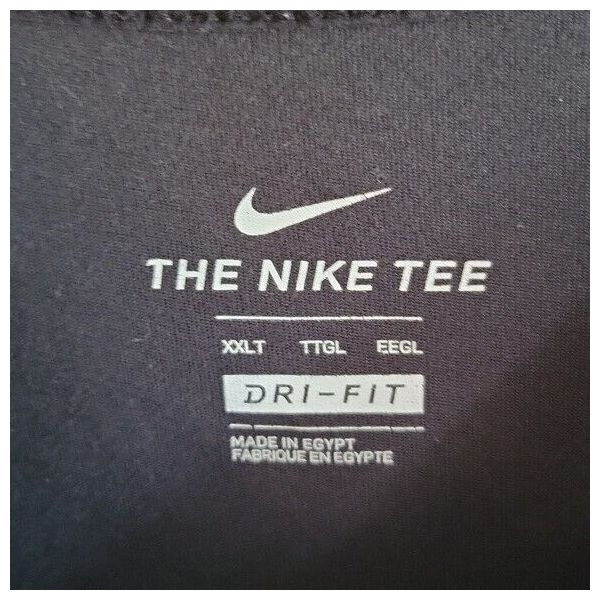 THE NIKE TEE
XXLT TTGL EEGL
DRI-FIT
MADE IN EGYPT
FABRIQUE EN EGYPTE